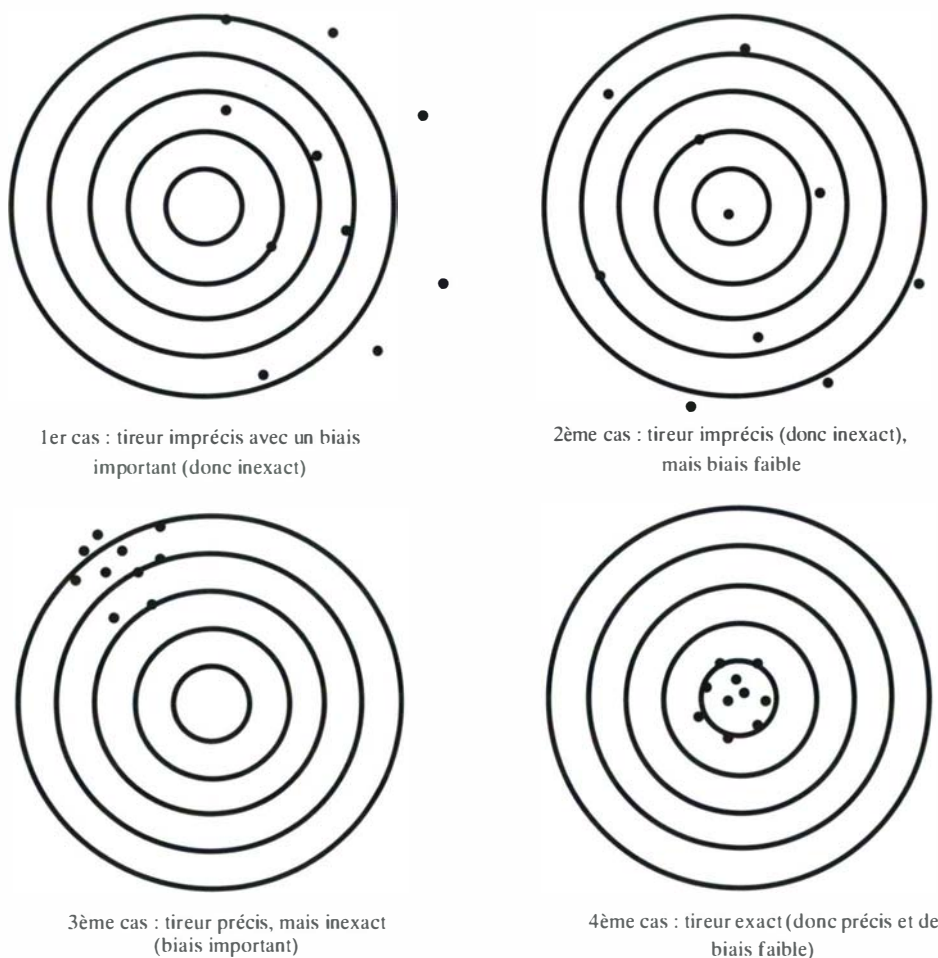 1er cas : tireur imprécis avec un biais
important (donc inexact)
2ème cas : tireur imprécis (donc inexact),
mais biais faible
3ème cas : tireur précis, mais inexact
(biais important)
4ème cas : tireur exact (donc précis et de
biais faible)